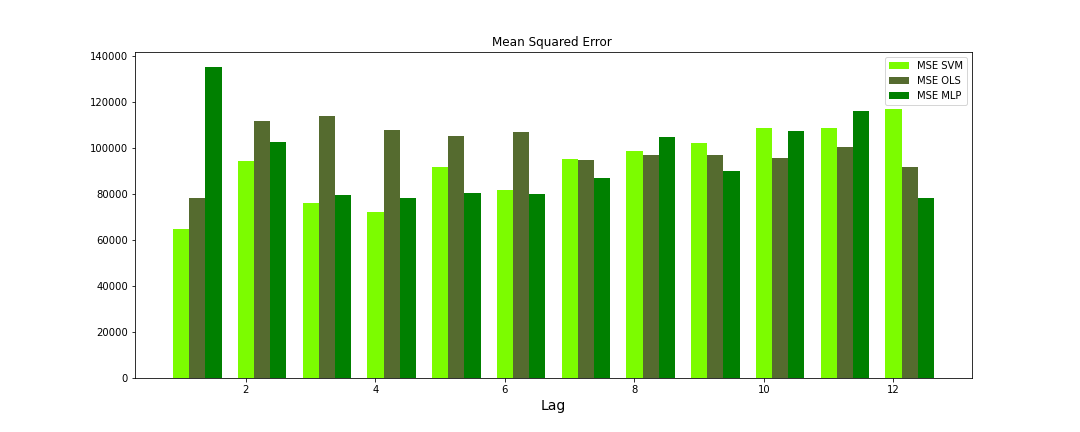 Mean Squared Error
140000
120000
100000
80000
60000
40000
20000
0
MSE SVM
MSE OLS
MSE MLP
2 4 6 8 10 12
Lag